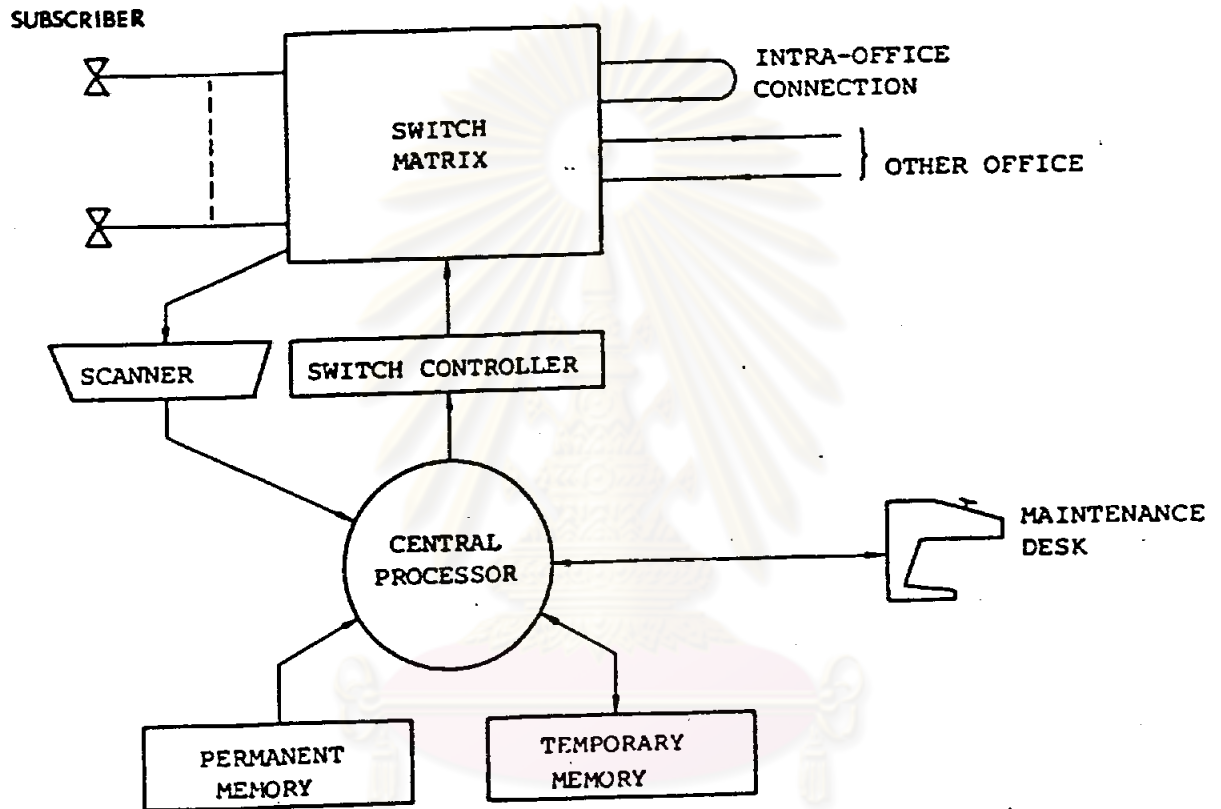 SUBSCRIBER
INTRA-OFFICE
CONNECTION
SWITCH
MATRIX
OTHER OFFICE
SCANNER
SWITCH CONTROLLER
CENTRAL
PROCESSOR
MAINTENANCE
DESK
PERMANENT
MEMORY
TEMPORARY
MEMORY